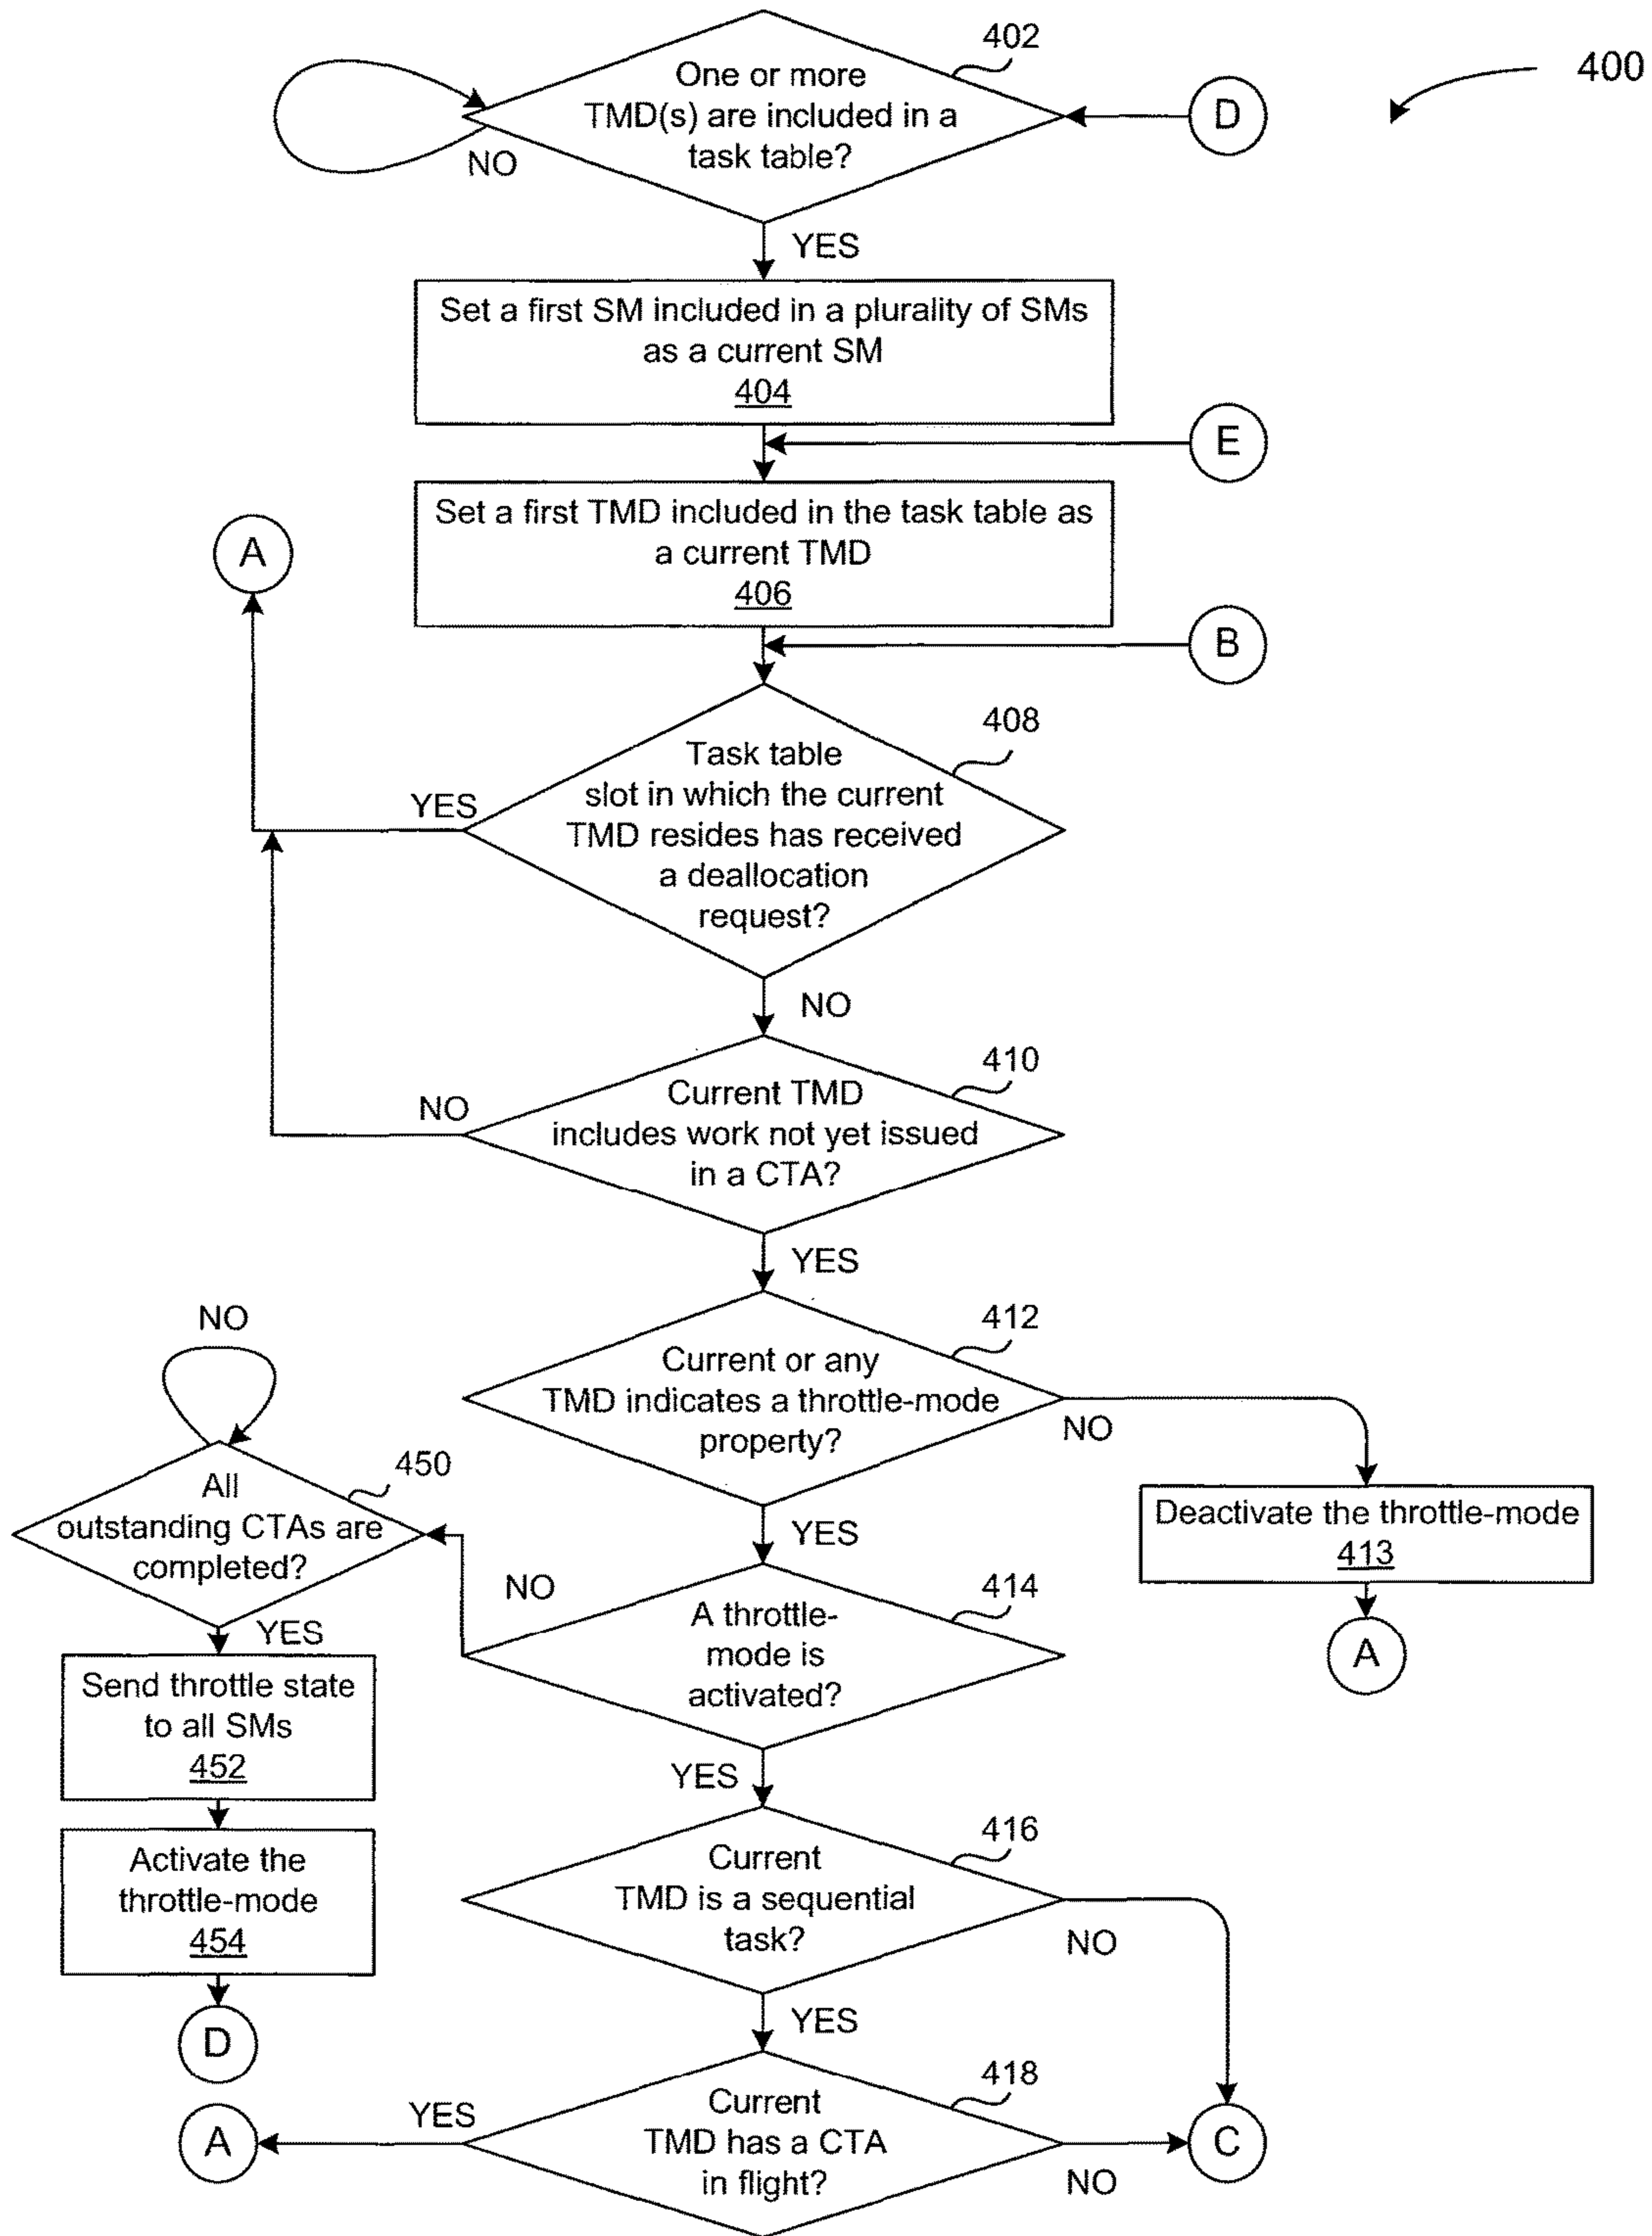 402
400
One or more
TMD(s) are included in a
task table?
D
NO
YES
Set a first SM included in a plurality of SMs
as a current SM
404
E
Set a first TMD included in the task table as
a current TMD
406
A
B
408
Task table
slot in which the current
TMD resides has received
a deallocation
request?
YES
NO
410
Current TMD
includes work not yet issued
in a CTA?
NO
YES
412
Current or any
TMD indicates a throttle-mode
property?
NO
YES
Deactivate the throttle-mode
413
A
NO
450
All
outstanding CTAs are
completed?
YES
414
A throttle-
mode is
activated?
NO
YES
Send throttle state
to all SMs
452
Activate the
throttle-mode
454
D
416
Current
TMD is a sequential
task?
NO
YES
418
Current
TMD has a CTA
in flight?
YES
A
NO
C